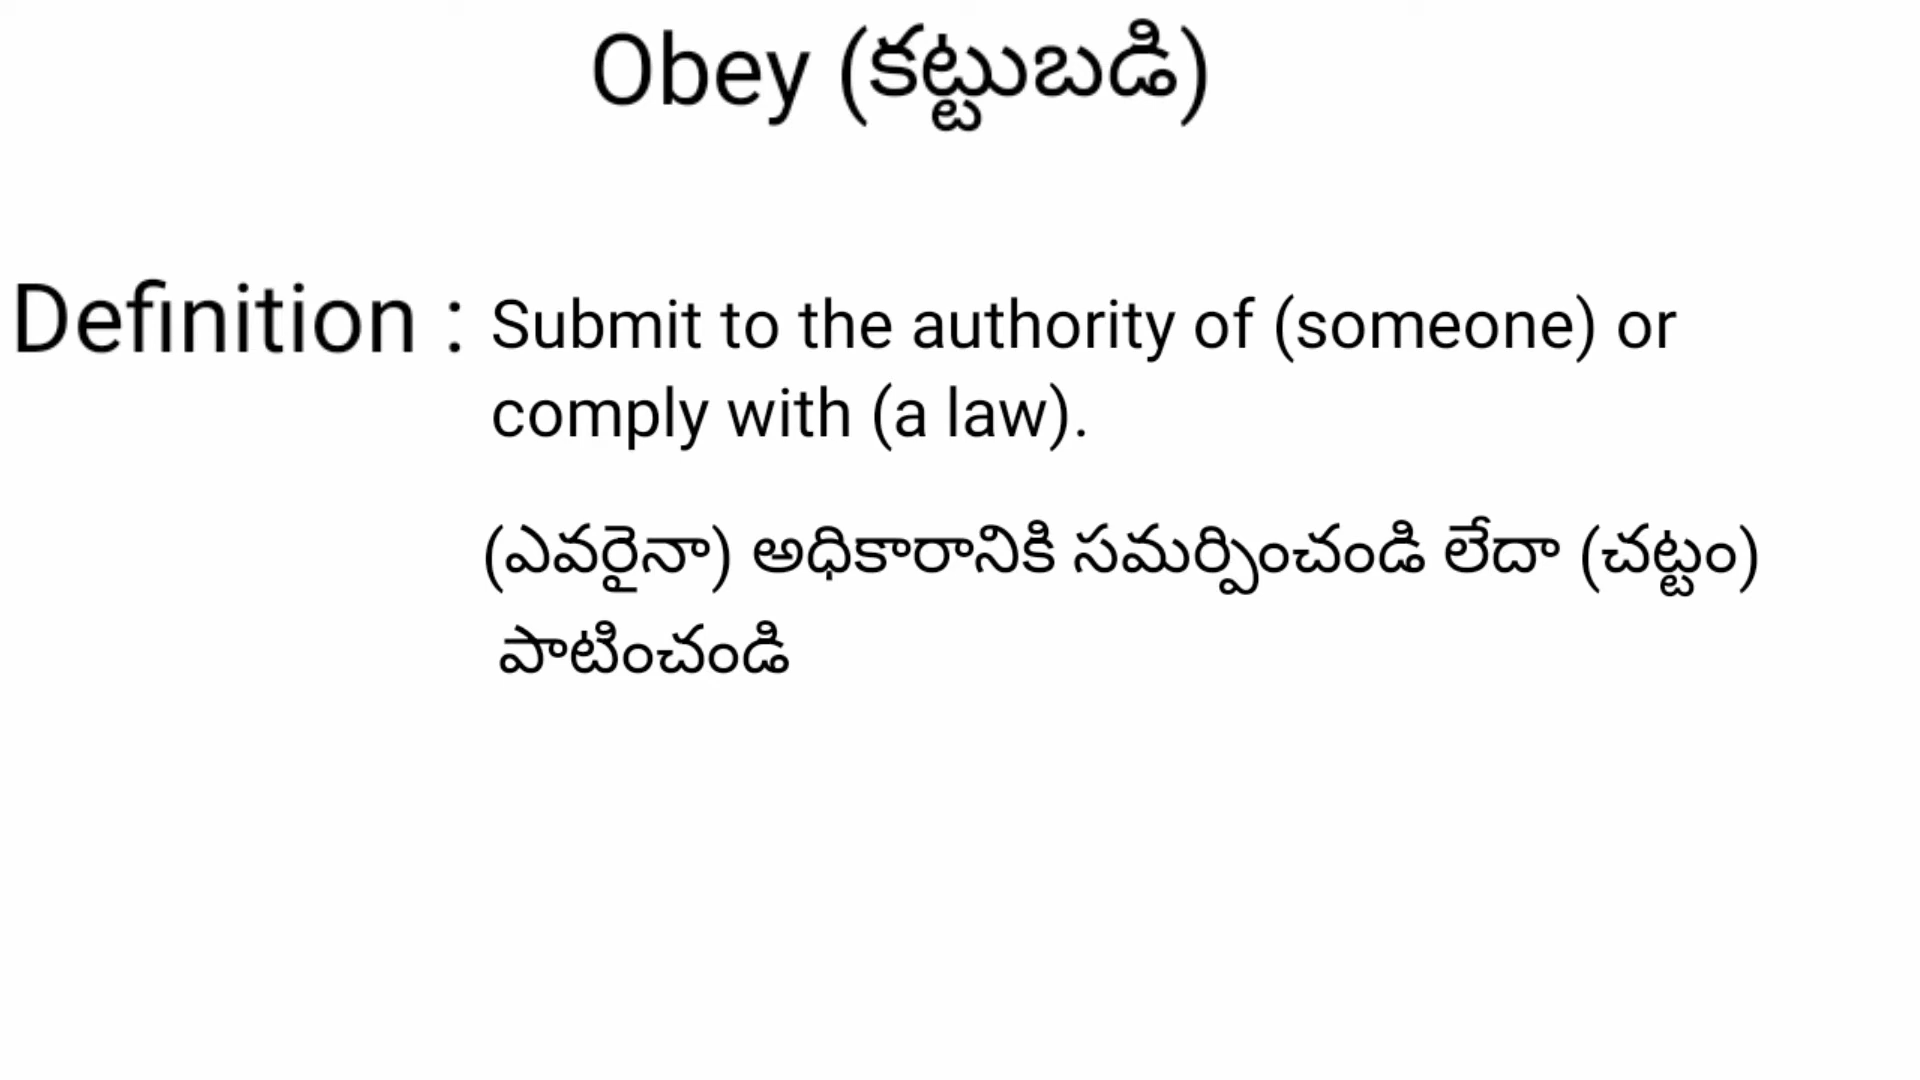 Obey (కట్టుబడి)
Definition : Submit to the authority of (someone) or
comply with (a law).
(ఎవరైనా) అధికారానికి సమర్పించండి లేదా (చట్టం)
పాటించండి